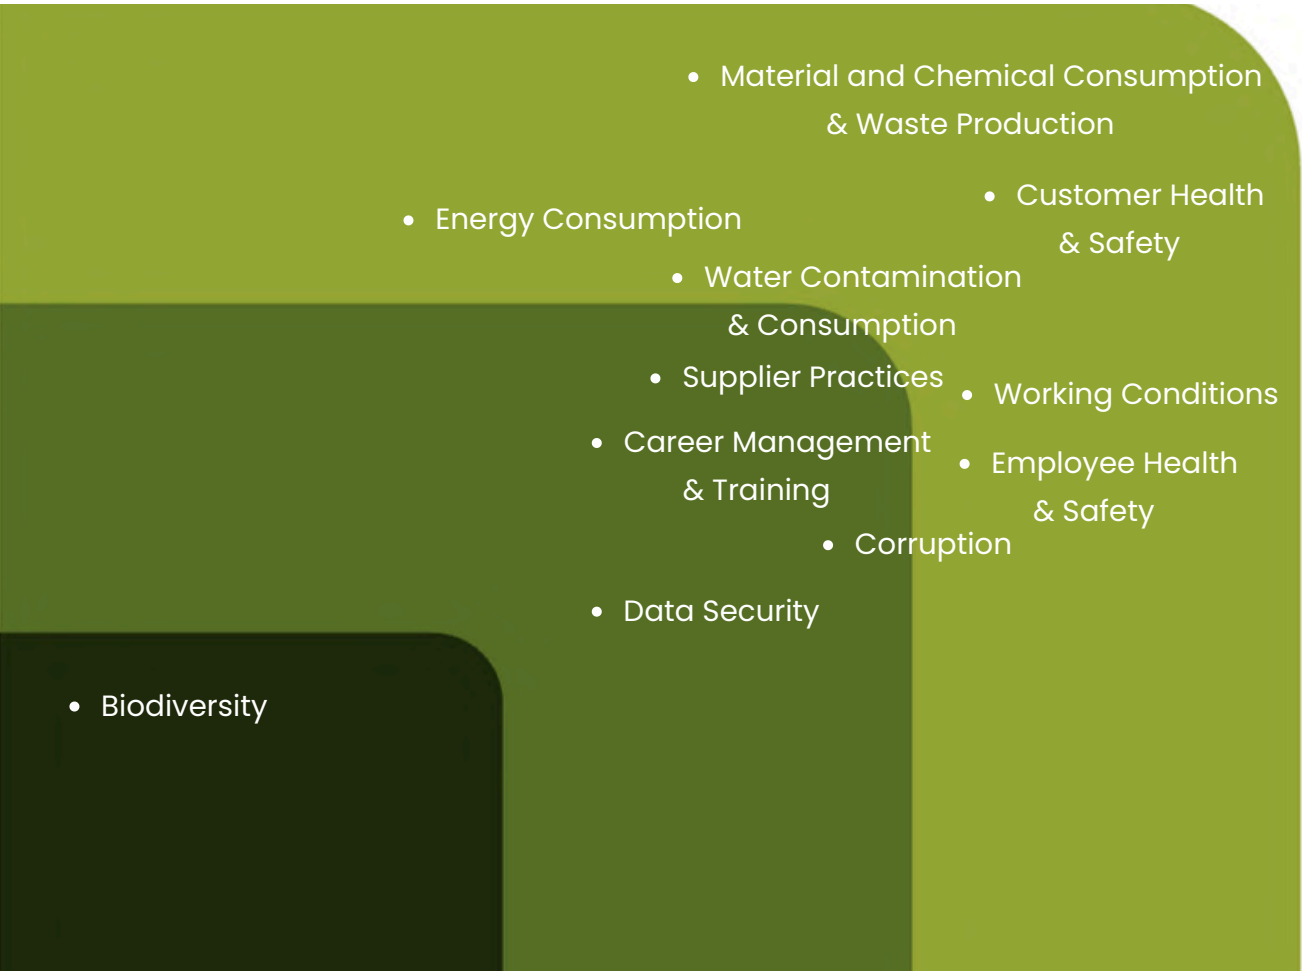 • Material and Chemical Consumption
& Waste Production
• Customer Health
& Safety
• Energy Consumption
• Water Contamination
& Consumption
• Supplier Practices
• Working Conditions
• Career Management
& Training
• Employee Health
& Safety
• Corruption
• Data Security
• Biodiversity